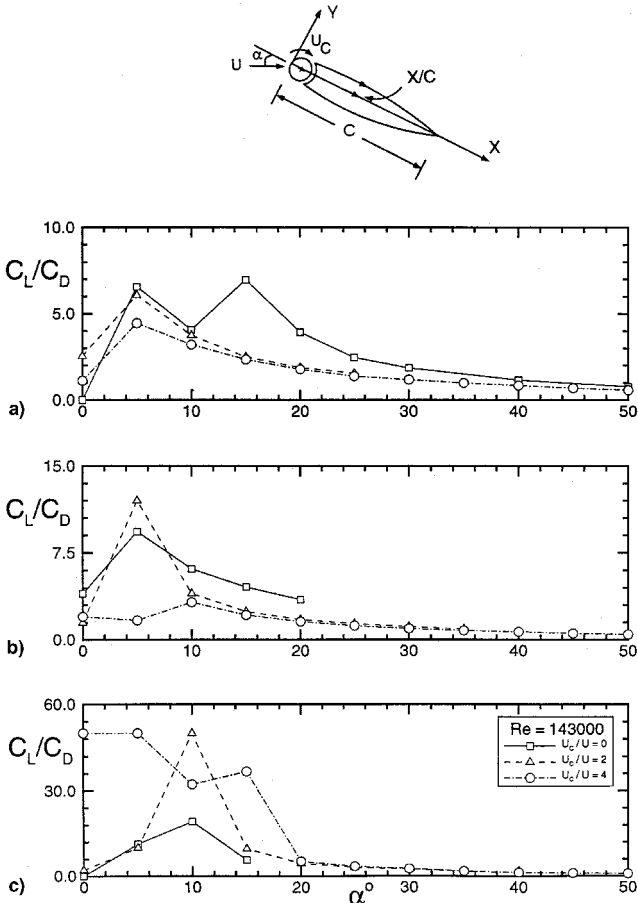 Y
U_C
α
U
X/C
C
X
10.0
C_L/C_D
5.0
0.0
a)
0 10 20 30 40 50
15.0
C_L/C_D
7.5
0.0
b)
0 10 20 30 40 50
60.0
C_L/C_D
30.0
0.0
c)
Re = 143000
U_c/U = 0
U_c/U = 2
U_c/U = 4
0 10 20 30 40 50
α°